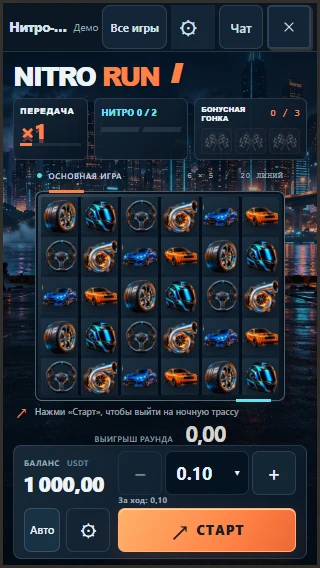 Нитро-... Демо Все игры Чат ×
NITRO RUN
ПЕРЕДАЧА
×1
НИТРО 0 / 2
БОНУСНАЯ ГОНКА
0 / 3
ОСНОВНАЯ ИГРА
6 × 5 / 20 ЛИНИЙ
Нажми «Старт», чтобы выйти на ночную трассу
ВЫИГРЫШ РАУНДА 0,00
БАЛАНС USDT
1 000,00
− 0.10 +
За ход: 0,10
Авто
СТАРТ